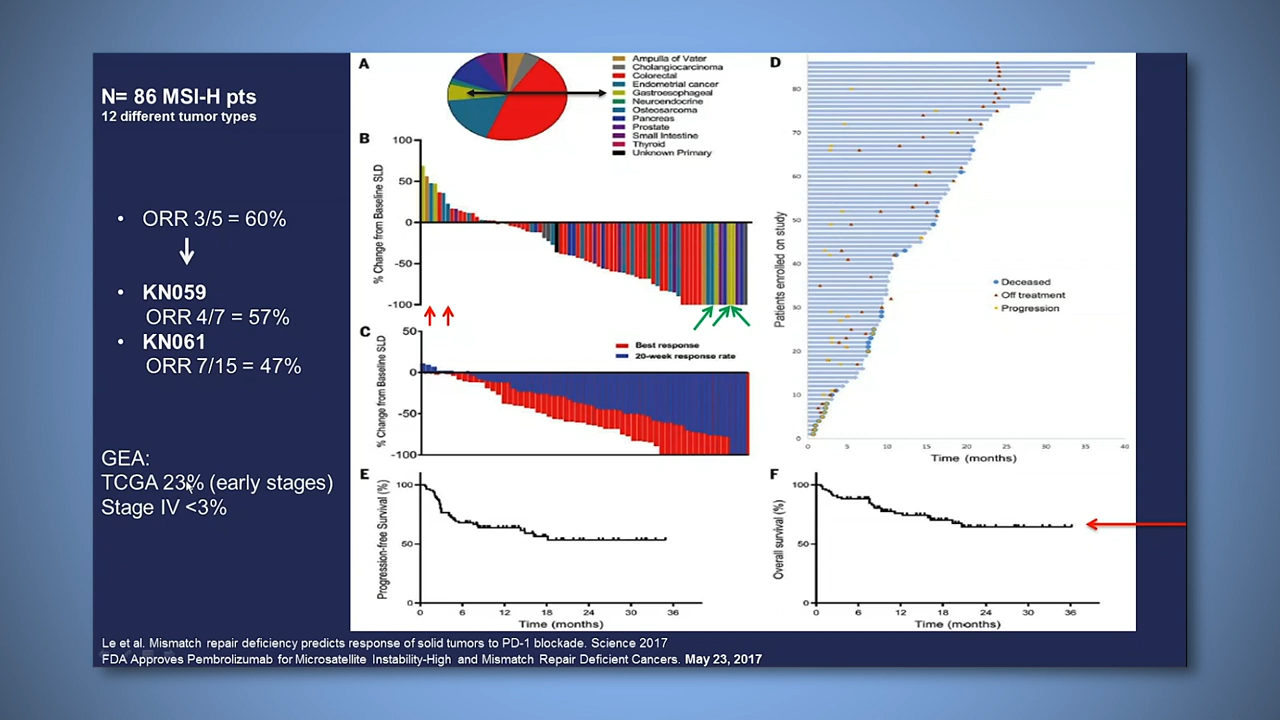 N= 86 MSI-H pts
12 different tumor types
• ORR 3/5 = 60%
• KN059
ORR 4/7 = 57%
• KN061
ORR 7/15 = 47%
GEA:
TCGA 23% (early stages)
Stage IV <3%
A
Ampulla of Vater
Cholangiocarcinoma
Colorectal
Endometrial cancer
Gastroesophageal
Neuroendocrine
Osteosarcoma
Pancreas
Prostate
Small Intestine
Thyroid
Unknown Primary
B
% Change from Baseline SLD
100
50
0
-50
-100
C
% Change from Baseline SLD
50
0
-50
-100
Best response
20-week response rate
D
Patients enrolled on study
80
70
60
50
40
30
20
10
0
Deceased
Off treatment
Progression
0 5 10 15 20 25 30 35 40
Time (months)
E
Progression-free Survival (%)
100
50
0
0 6 12 18 24 30 36
Time (months)
F
Overall survival (%)
100
50
0
0 6 12 18 24 30 36
Time (months)
Le et al. Mismatch repair deficiency predicts response of solid tumors to PD-1 blockade. Science 2017
FDA Approves Pembrolizumab for Microsatellite Instability-High and Mismatch Repair Deficient Cancers. May 23, 2017